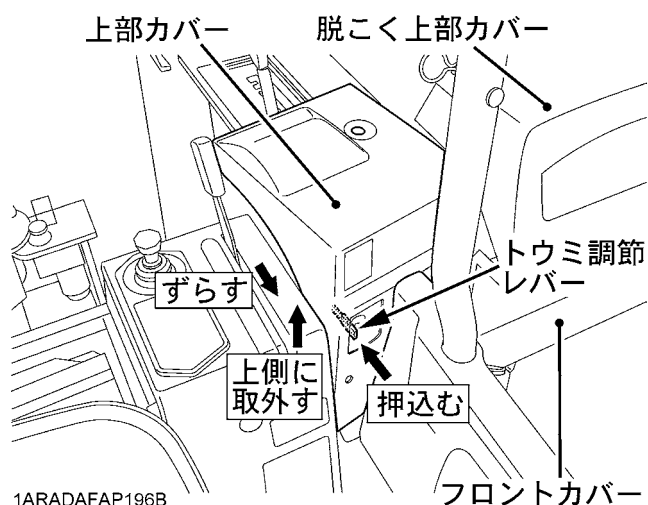 上部カバー
脱こく上部カバー
トウミ調節
レバー
ずらす
上側に
取外す
押込む
フロントカバー
1ARADAFAP196B